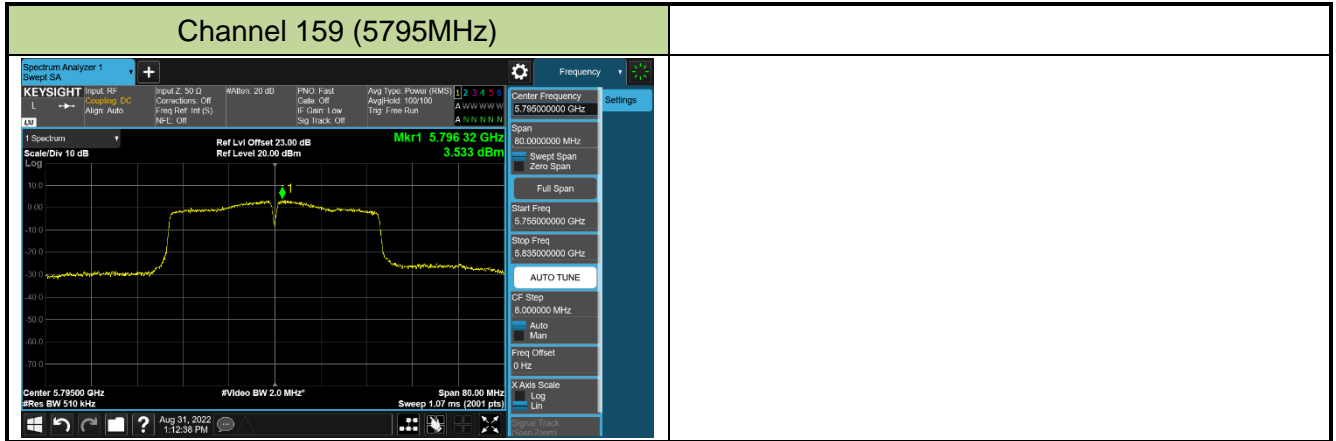 Channel 159 (5795MHz)
Spectrum Analyzer 1
Swept SA
+
Frequency
KEYSIGHT
L
LXI
Input: RF
Coupling: DC
Align: Auto
Input Z: 50 Ω
Corrections: Off
Freq Ref: Int (S)
NFE: Off
#Atten: 20 dB
PNO: Fast
Gate: Off
IF Gain: Low
Sig Track: Off
Avg Type: Power (RMS)
Avg|Hold: 100/100
Trig: Free Run
1 2 3 4 5 6
A W W W W W
A N N N N N
Center Frequency
5.795000000 GHz
Settings
Span
80.0000000 MHz
Swept Span
Zero Span
Full Span
Start Freq
5.755000000 GHz
Stop Freq
5.835000000 GHz
AUTO TUNE
CF Step
8.000000 MHz
Auto
Man
Freq Offset
0 Hz
X Axis Scale
Log
Lin
Signal Track
(Span Zoom)
1 Spectrum
Scale/Div 10 dB
Log
Ref Lvl Offset 23.00 dB
Ref Level 20.00 dBm
Mkr1 5.796 32 GHz
3.533 dBm
1
10.0
0.00
-10.0
-20.0
-30.0
-40.0
-50.0
-60.0
-70.0
Center 5.79500 GHz
#Video BW 2.0 MHz*
Span 80.00 MHz
#Res BW 510 kHz
Sweep 1.07 ms (2001 pts)
?
Aug 31, 2022
1:12:38 PM